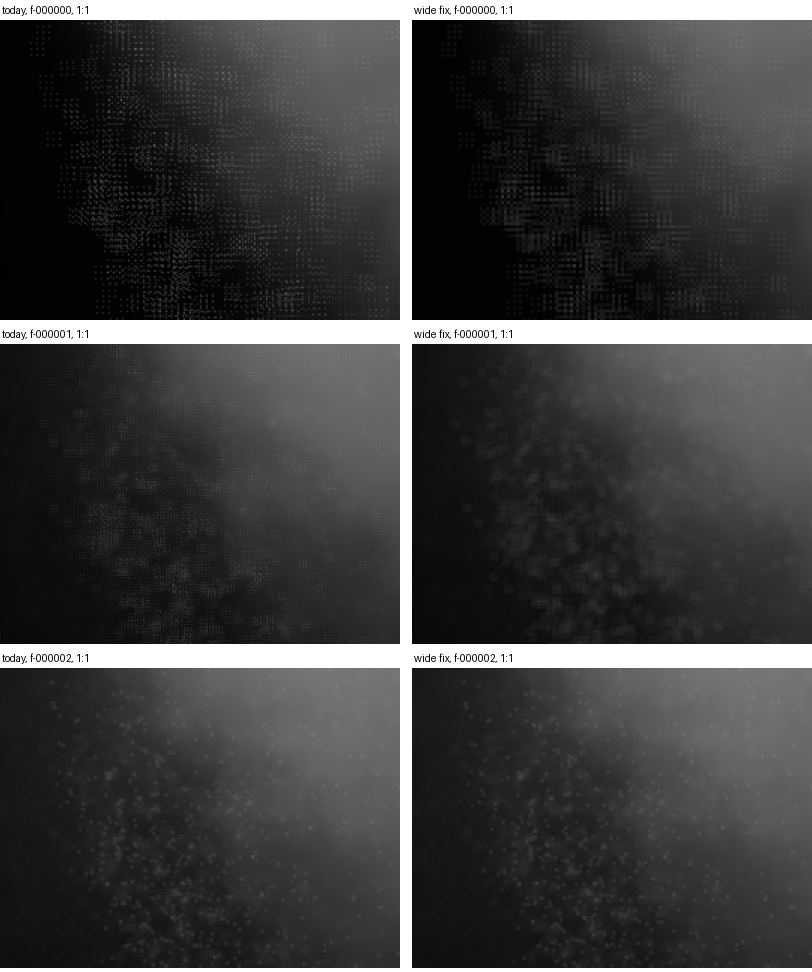 today, f-000000, 1:1
wide fix, f-000000, 1:1
today, f-000001, 1:1
wide fix, f-000001, 1:1
today, f-000002, 1:1
wide fix, f-000002, 1:1